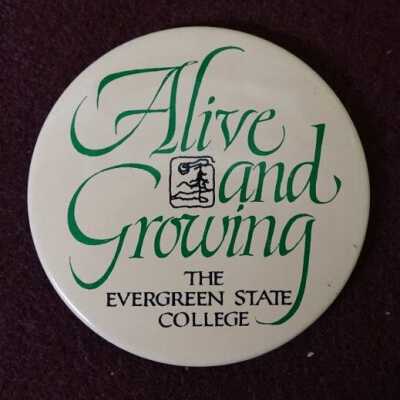 Alive
and
Growing
THE
EVERGREEN STATE
COLLEGE